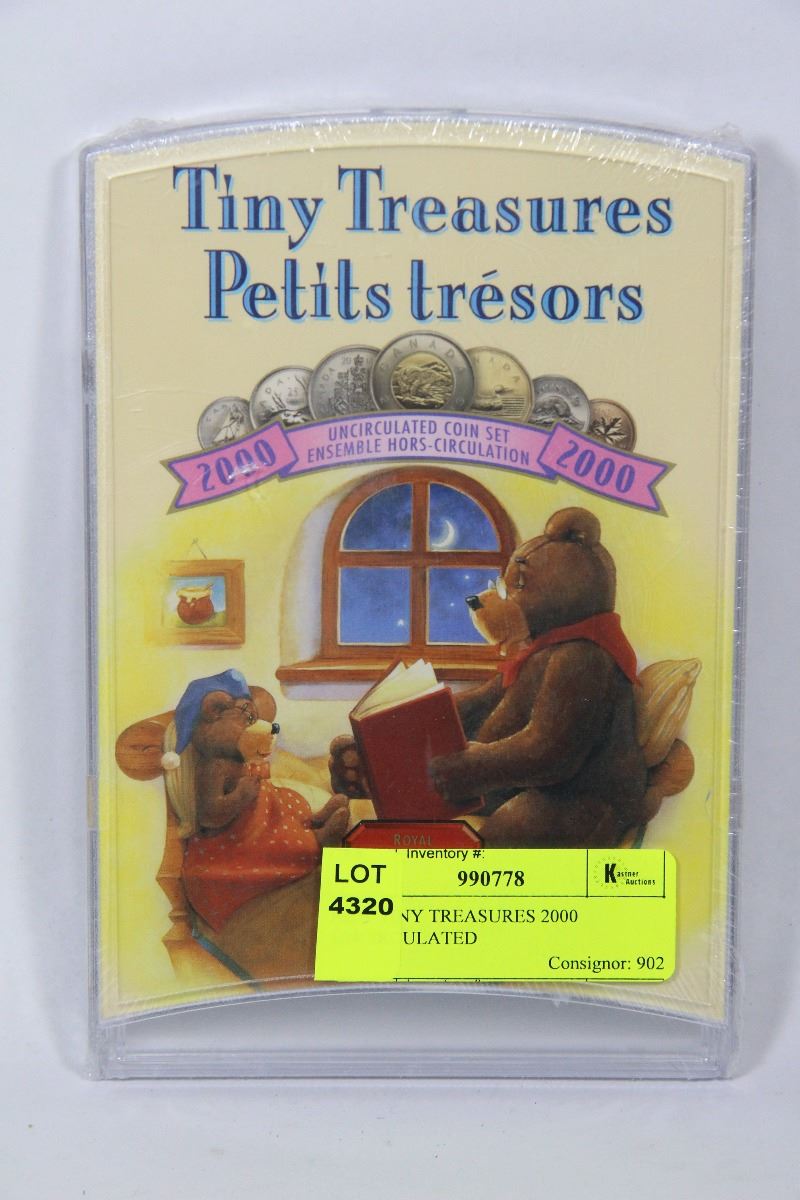 Tiny Treasures
Petits trésors
CANADA
2000
UNCIRCULATED COIN SET
ENSEMBLE HORS-CIRCULATION
2000
ROYAL
Inventory #:
LOT
4320
990778
Kastner
Auctions
NY TREASURES 2000
ULATED
Consignor: 902